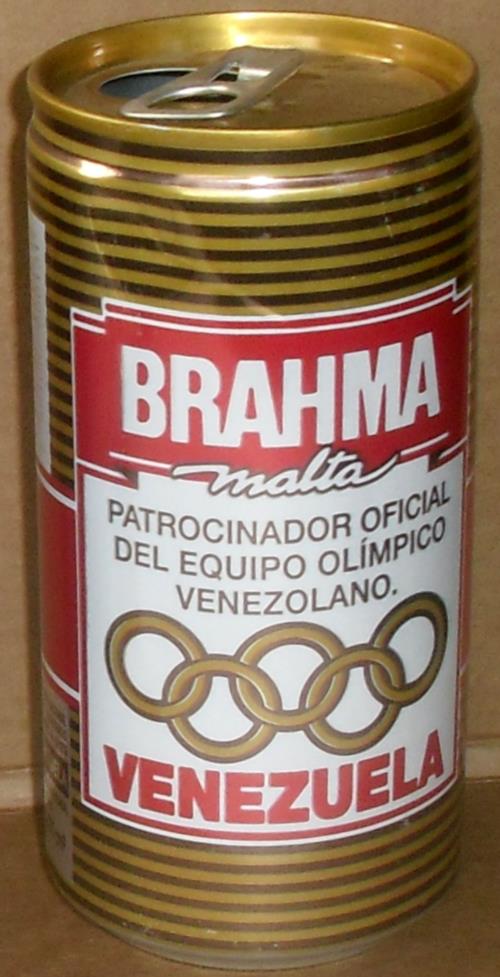 BRAHMA
malta
PATROCINADOR OFICIAL
DEL EQUIPO OLÍMPICO
VENEZOLANO.
VENEZUELA